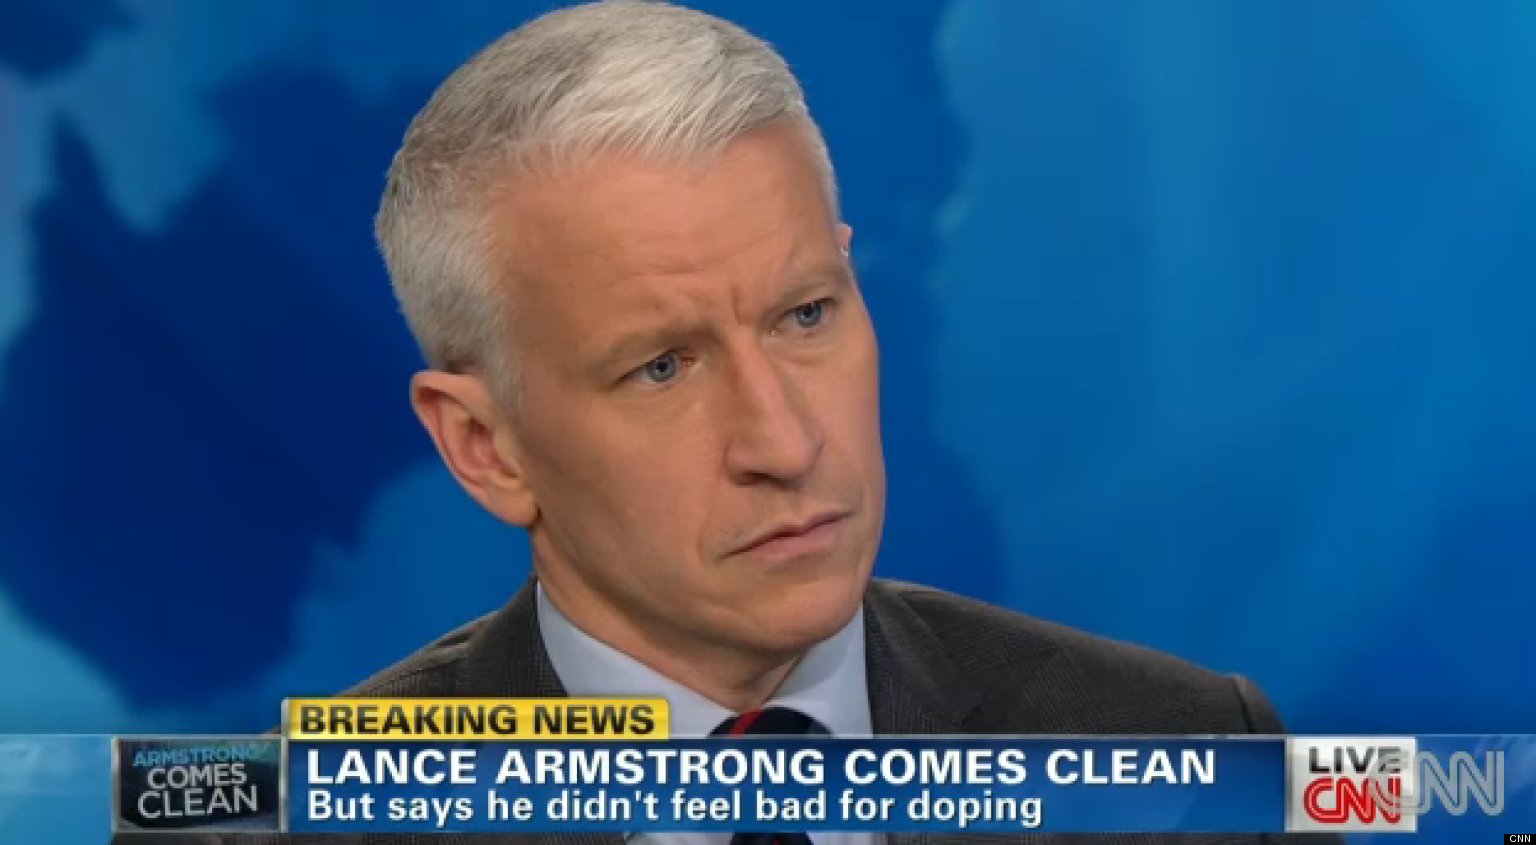 BREAKING NEWS
ARMSTRONG
COMES
CLEAN
LANCE ARMSTRONG COMES CLEAN
But says he didn't feel bad for doping
LIVE
CNN
CNN
CNN